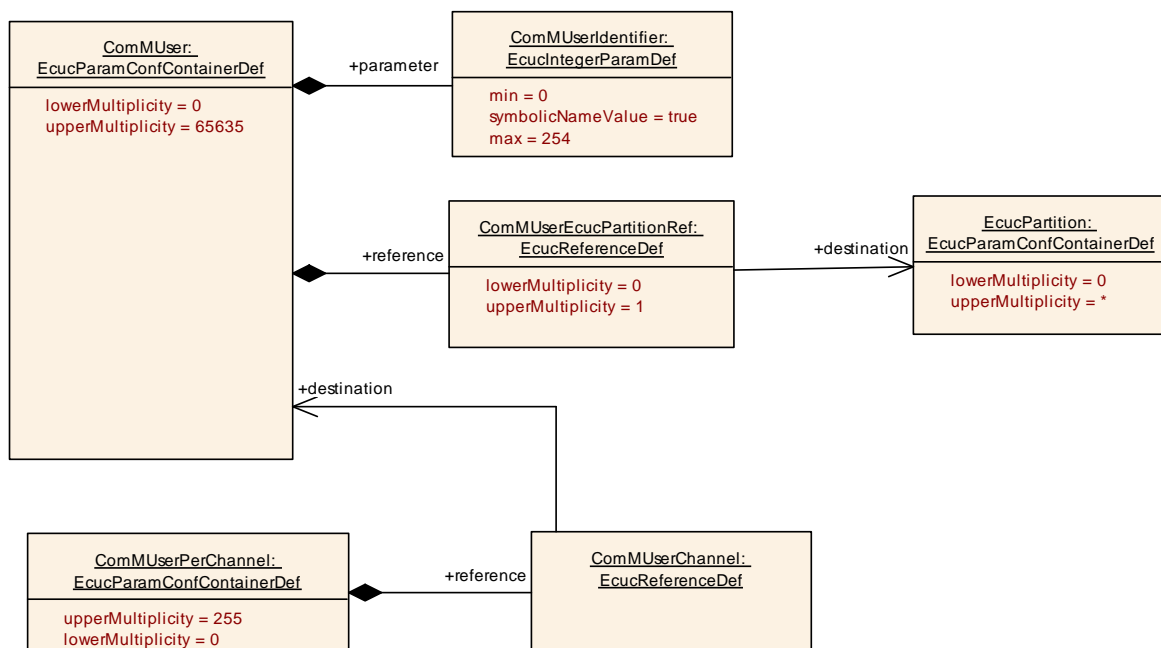 ComMUser:
EcucParamConfContainerDef
lowerMultiplicity = 0
upperMultiplicity = 65635
+parameter
ComMUserIdentifier:
EcucIntegerParamDef
min = 0
symbolicNameValue = true
max = 254
+reference
ComMUserEcucPartitionRef:
EcucReferenceDef
lowerMultiplicity = 0
upperMultiplicity = 1
+destination
EcucPartition:
EcucParamConfContainerDef
lowerMultiplicity = 0
upperMultiplicity = *
+destination
ComMUserPerChannel:
EcucParamConfContainerDef
upperMultiplicity = 255
lowerMultiplicity = 0
+reference
ComMUserChannel:
EcucReferenceDef